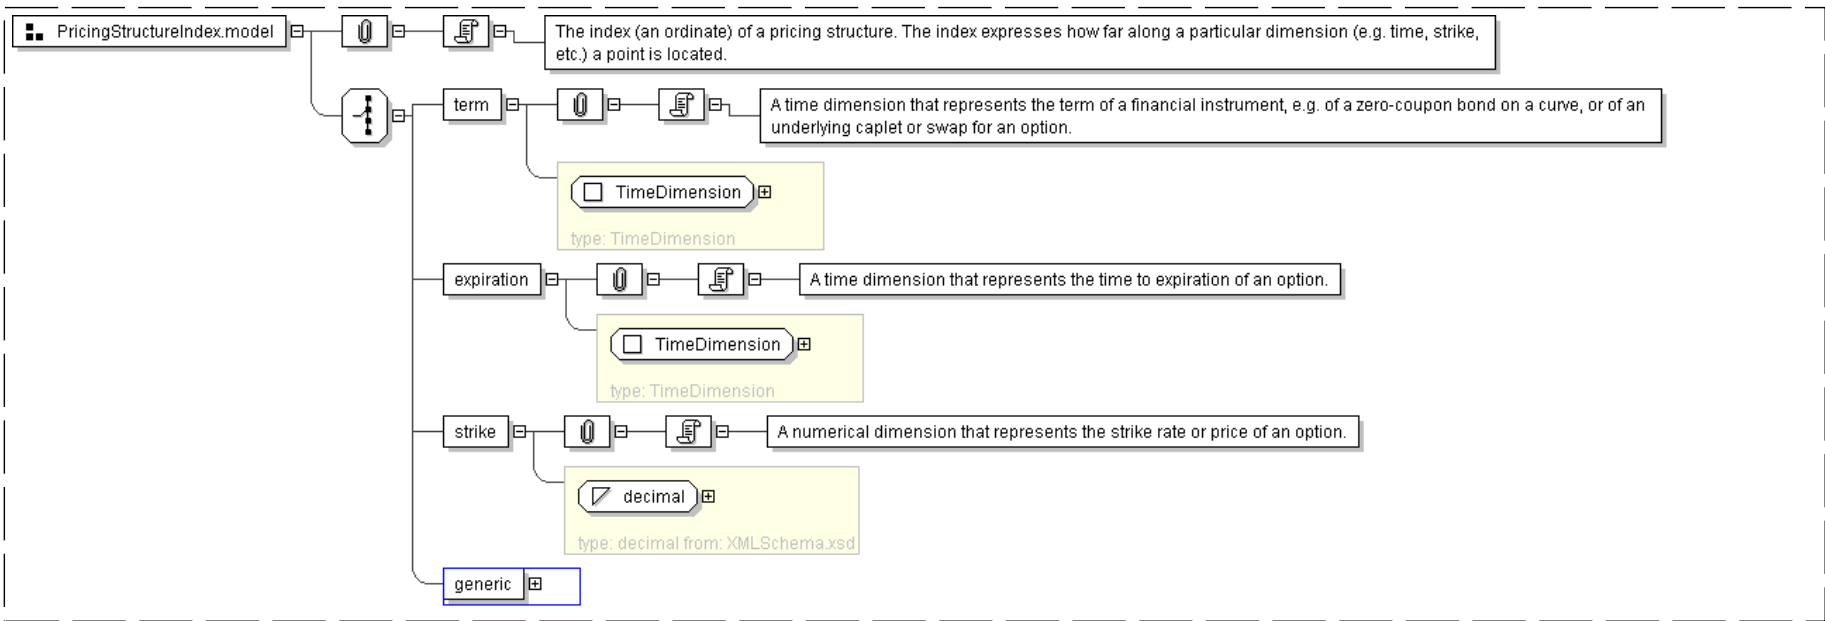 PricingStructureIndex.model
The index (an ordinate) of a pricing structure. The index expresses how far along a particular dimension (e.g. time, strike,
etc.) a point is located.
term
A time dimension that represents the term of a financial instrument, e.g. of a zero-coupon bond on a curve, or of an
underlying caplet or swap for an option.
TimeDimension
type: TimeDimension
expiration
A time dimension that represents the time to expiration of an option.
TimeDimension
type: TimeDimension
strike
A numerical dimension that represents the strike rate or price of an option.
decimal
type: decimal from: XMLSchema.xsd
generic